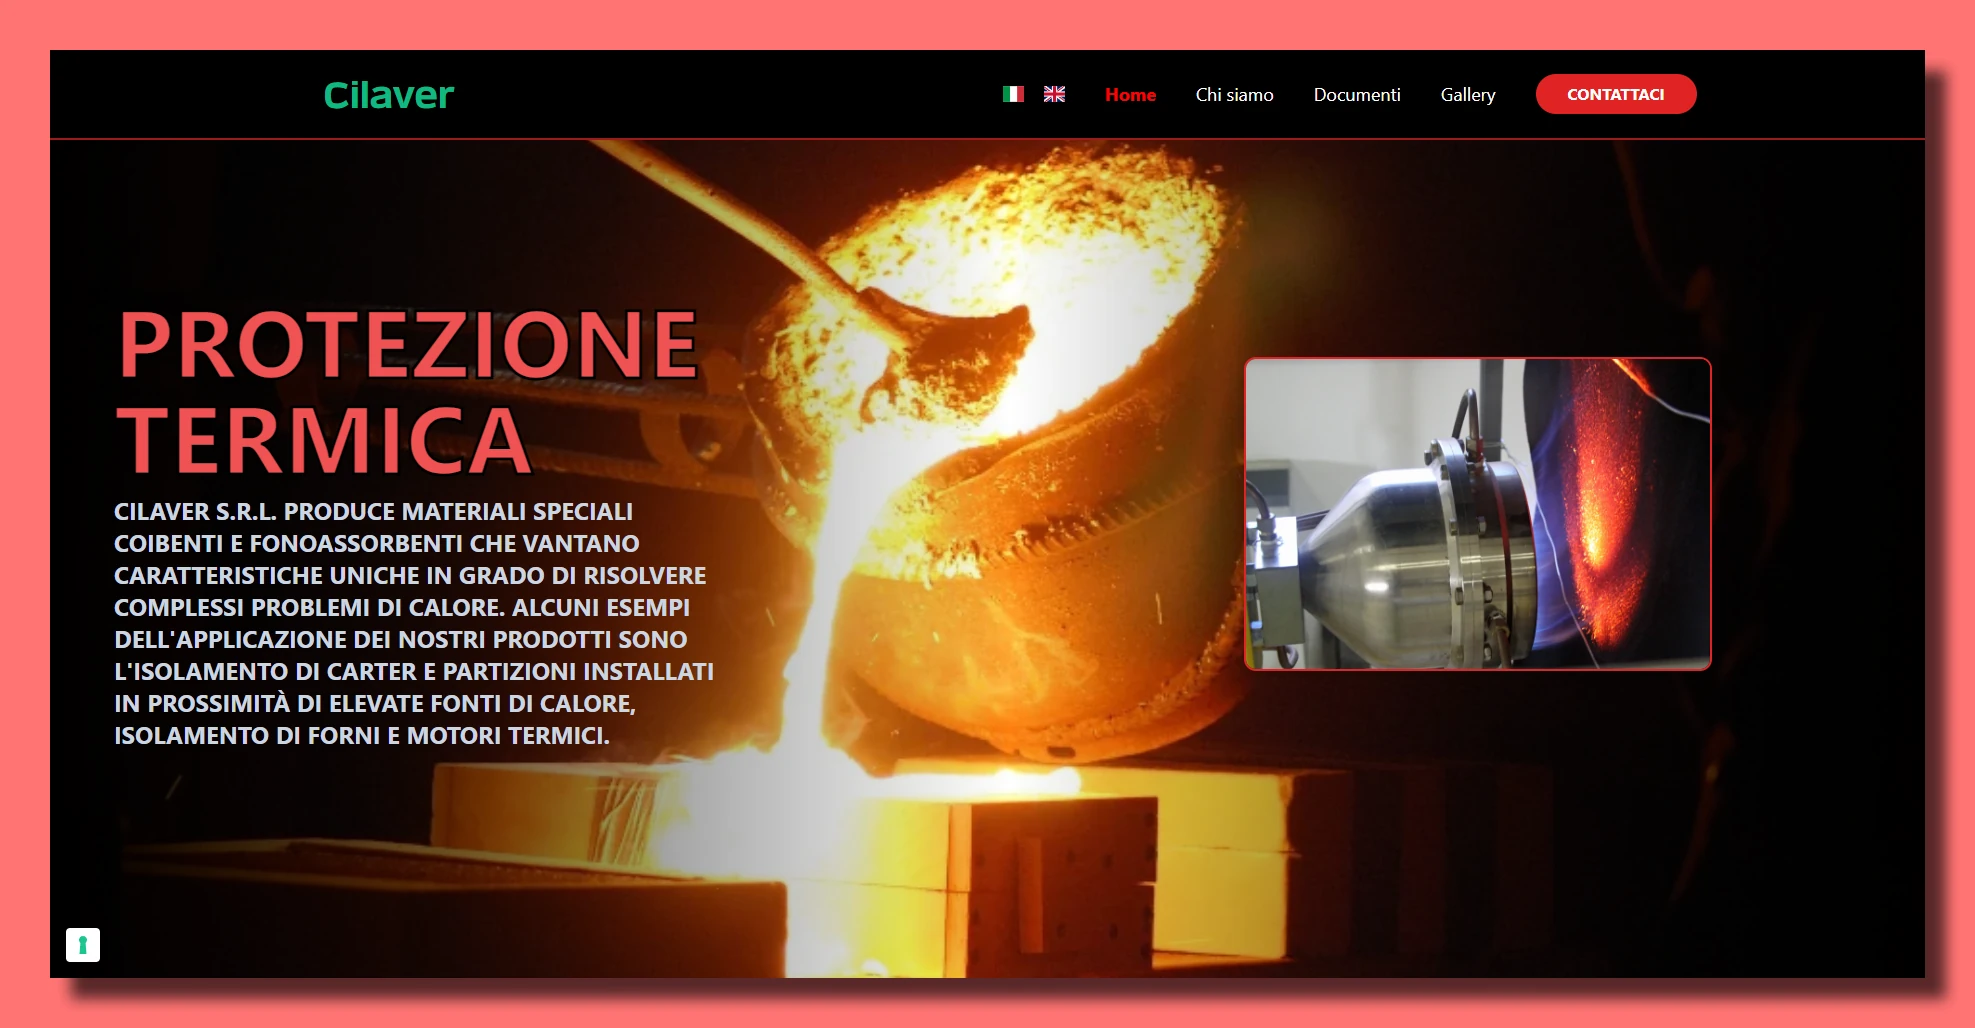 Cilaver
Home Chi siamo Documenti Gallery CONTATTACI
PROTEZIONE
TERMICA
CILAVER S.R.L. PRODUCE MATERIALI SPECIALI
COIBENTI E FONOASSORBENTI CHE VANTANO
CARATTERISTICHE UNICHE IN GRADO DI RISOLVERE
COMPLESSI PROBLEMI DI CALORE. ALCUNI ESEMPI
DELL'APPLICAZIONE DEI NOSTRI PRODOTTI SONO
L'ISOLAMENTO DI CARTER E PARTIZIONI INSTALLATI
IN PROSSIMITÀ DI ELEVATE FONTI DI CALORE,
ISOLAMENTO DI FORNI E MOTORI TERMICI.